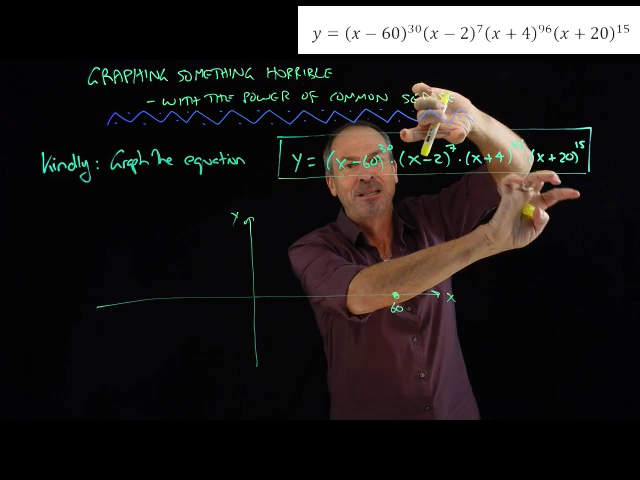 y = (x − 60)³⁰(x − 2)⁷(x + 4)⁹⁶(x + 20)¹⁵
GRAPHING SOMETHING HORRIBLE
- WITH THE POWER OF COMMON SENSE
Kindly: Graph the equation Y = (x-60)³⁰ · (x-2)⁷ · (x+4) (x+20)¹⁵
Y
X
60